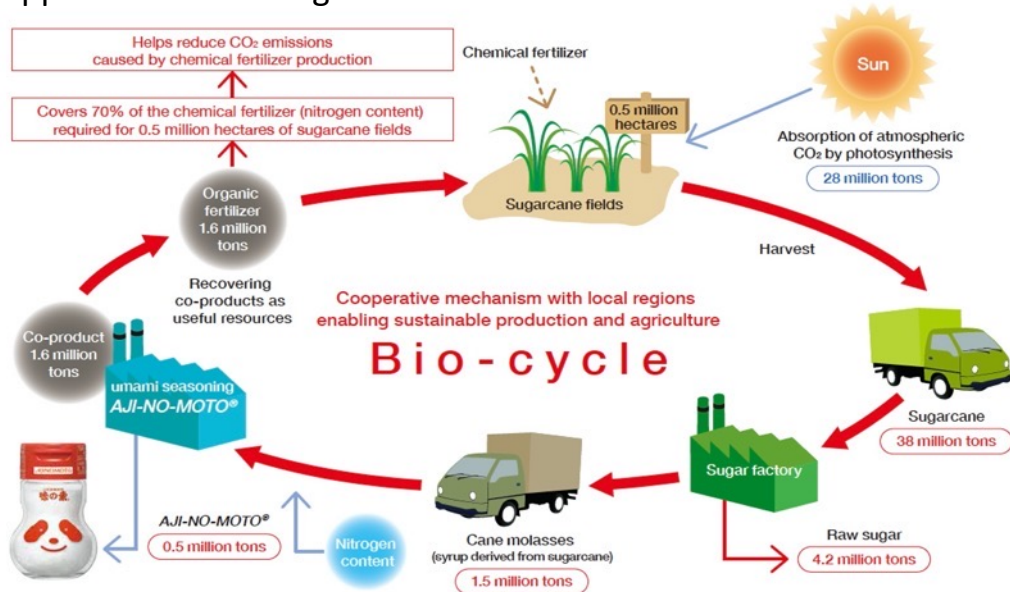 Helps reduce CO₂ emissions
caused by chemical fertilizer production
Covers 70% of the chemical fertilizer (nitrogen content)
required for 0.5 million hectares of sugarcane fields
Chemical fertilizer
0.5 million
hectares
Sun
Absorption of atmospheric
CO₂ by photosynthesis
28 million tons
Organic
fertilizer
1.6 million
tons
Sugarcane fields
Harvest
Recovering
co-products as
useful resources
Cooperative mechanism with local regions
enabling sustainable production and agriculture
Bio-cycle
Co-product
1.6 million
tons
umami seasoning
AJI-NO-MOTO®
Sugarcane
38 million tons
Sugar factory
AJINOMOTO
味の素
AJI-NO-MOTO®
0.5 million tons
Nitrogen
content
Cane molasses
(syrup derived from sugarcane)
1.5 million tons
Raw sugar
4.2 million tons